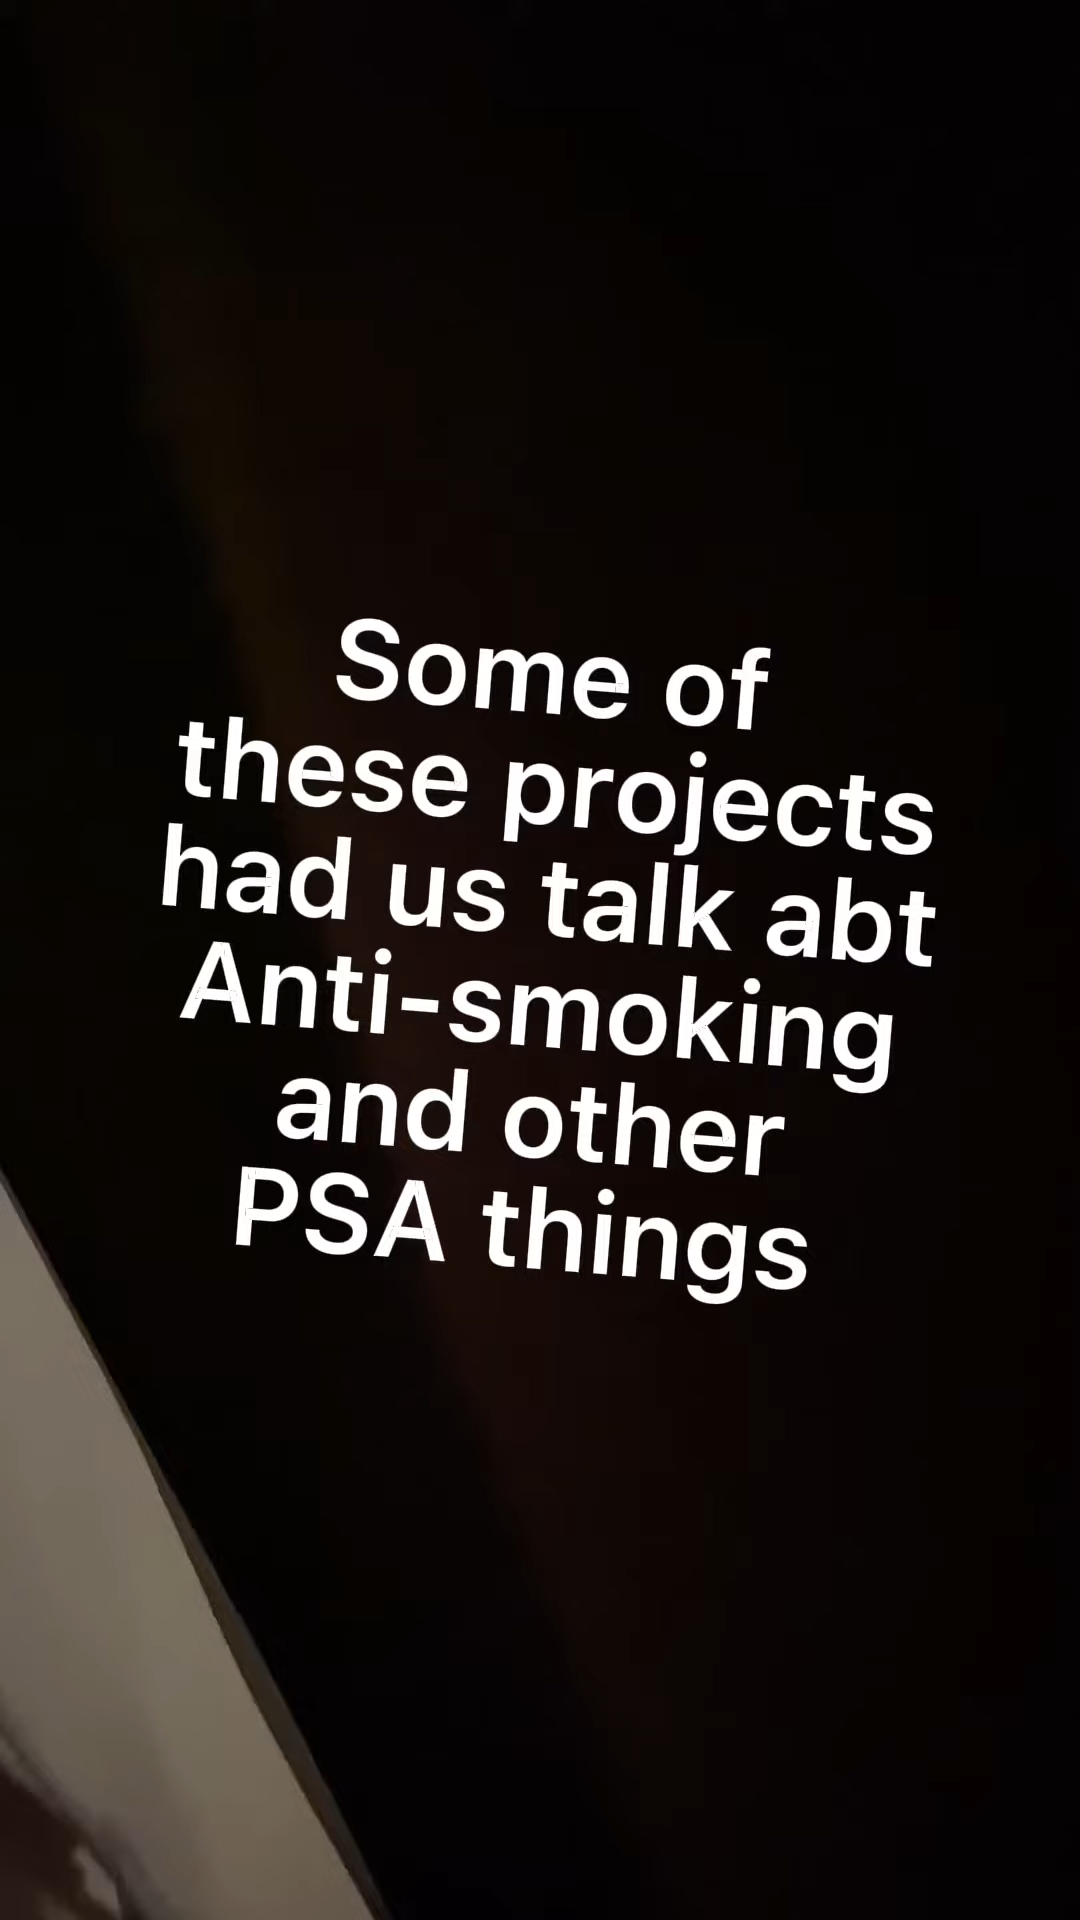 Some of
these projects
had us talk abt
Anti-smoking
and other
PSA things